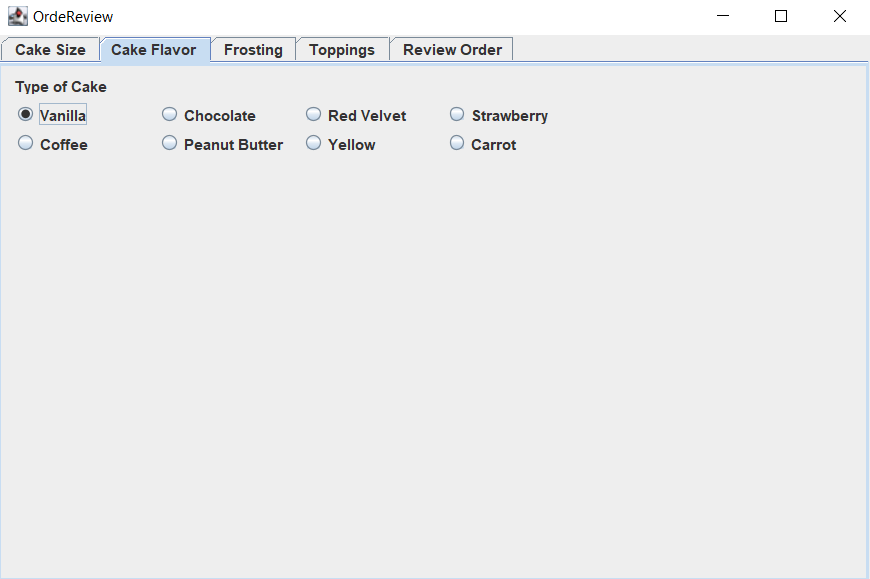 OrdeReview
Cake Size Cake Flavor Frosting Toppings Review Order
Type of Cake
Vanilla Chocolate Red Velvet Strawberry
Coffee Peanut Butter Yellow Carrot